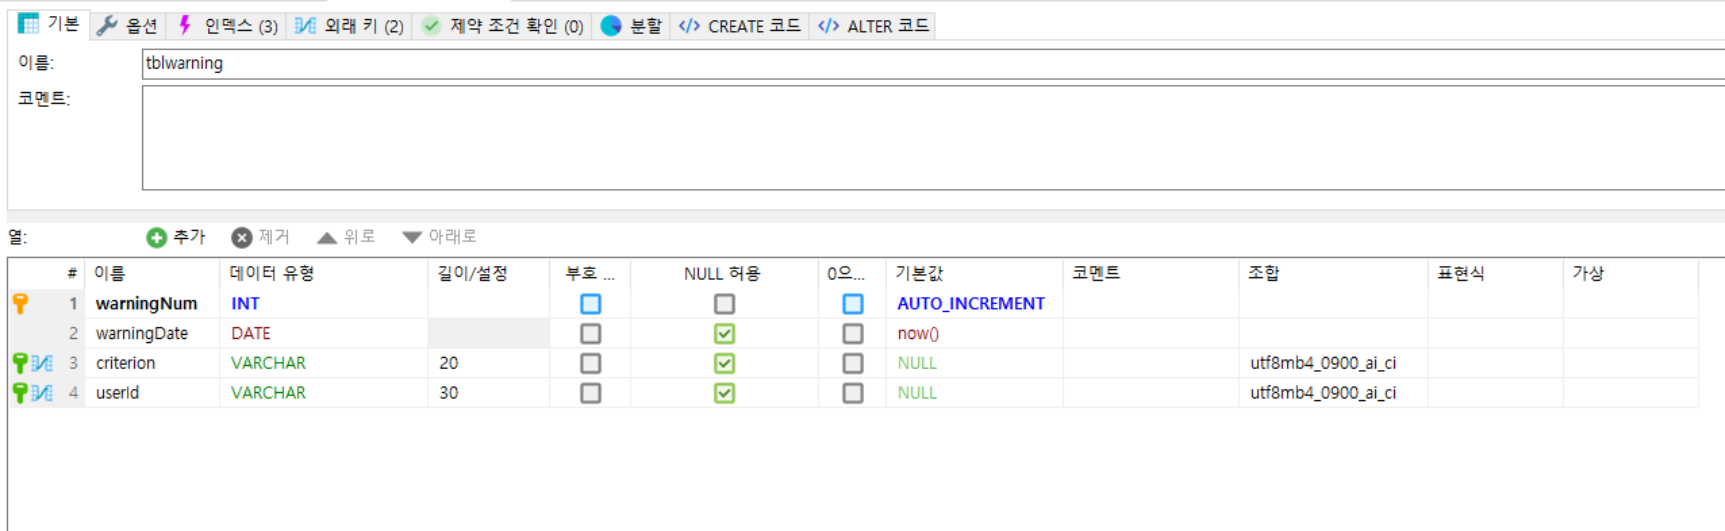 기본 옵션 인덱스 (3) 외래 키 (2) 제약 조건 확인 (0) 분할 </> CREATE 코드 </> ALTER 코드
이름: tblwarning
코멘트:
열: 추가 제거 위로 아래로
# 이름 데이터 유형 길이/설정 부호 ... NULL 허용 0으... 기본값 코멘트 조합 표현식 가상
1 warningNum INT AUTO_INCREMENT
2 warningDate DATE now()
3 criterion VARCHAR 20 NULL utf8mb4_0900_ai_ci
4 userId VARCHAR 30 NULL utf8mb4_0900_ai_ci